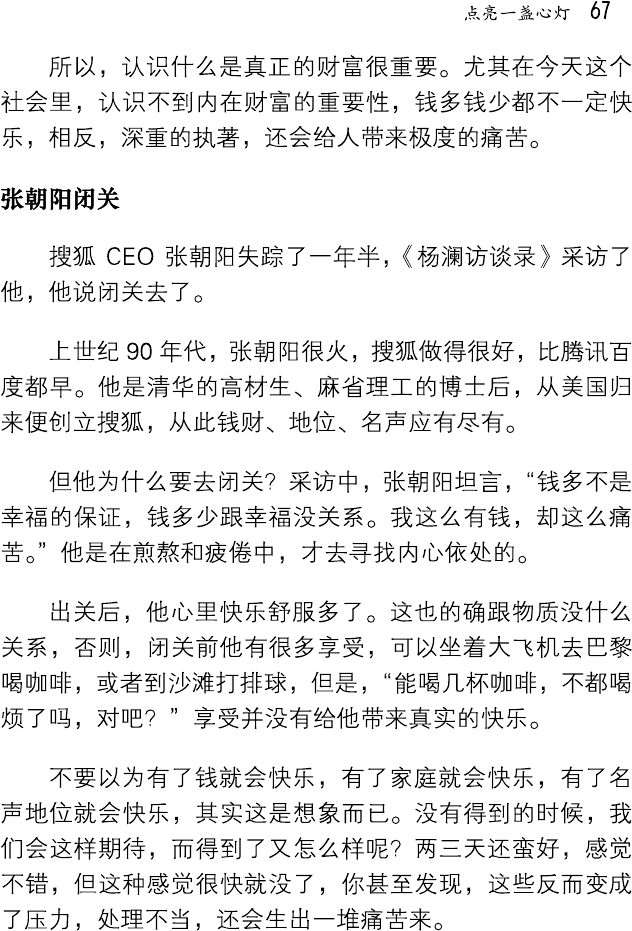 点亮一盏心灯 67
所以，认识什么是真正的财富很重要。尤其在今天这个
社会里，认识不到内在财富的重要性，钱多钱少都不一定快
乐，相反，深重的执著，还会给人带来极度的痛苦。
张朝阳闭关
搜狐 CEO 张朝阳失踪了一年半，《杨澜访谈录》采访了
他，他说闭关去了。
上世纪 90 年代，张朝阳很火，搜狐做得很好，比腾讯百
度都早。他是清华的高材生、麻省理工的博士后，从美国归
来便创立搜狐，从此钱财、地位、名声应有尽有。
但他为什么要去闭关？采访中，张朝阳坦言，“钱多不是
幸福的保证，钱多少跟幸福没关系。我这么有钱，却这么痛
苦。”他是在煎熬和疲倦中，才去寻找内心依处的。
出关后，他心里快乐舒服多了。这也的确跟物质没什么
关系，否则，闭关前他有很多享受，可以坐着大飞机去巴黎
喝咖啡，或者到沙滩打排球，但是，“能喝几杯咖啡，不都喝
烦了吗，对吧？”享受并没有给他带来真实的快乐。
不要以为有了钱就会快乐，有了家庭就会快乐，有了名
声地位就会快乐，其实这是想象而已。没有得到的时候，我
们会这样期待，而得到了又怎么样呢？两三天还蛮好，感觉
不错，但这种感觉很快就没了，你甚至发现，这些反而变成
了压力，处理不当，还会生出一堆痛苦来。